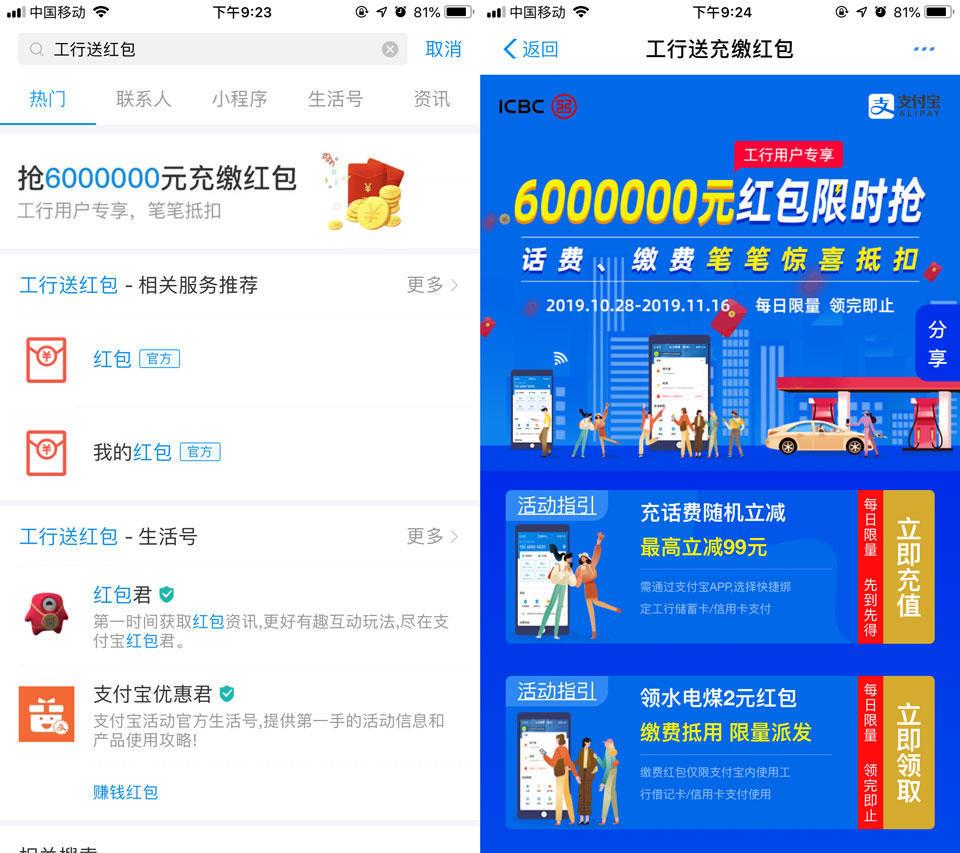 中国移动
下午9:23
81%
工行送红包
取消
热门
联系人
小程序
生活号
资讯
抢6000000元充缴红包
工行用户专享，笔笔抵扣
工行送红包 - 相关服务推荐
更多
红包 官方
我的红包 官方
工行送红包 - 生活号
更多
红包君
第一时间获取红包资讯,更好有趣互动玩法,尽在支
付宝红包君。
支付宝优惠君
支付宝活动官方生活号,提供第一手的活动信息和
产品使用攻略!
赚钱红包
相关搜索
中国移动
下午9:24
81%
返回
工行送充缴红包
ICBC
支付宝
ALIPAY
工行用户专享
6000000元红包限时抢
话费、缴费笔笔惊喜抵扣
2019.10.28-2019.11.16 每日限量 领完即止
分享
活动指引
充话费随机立减
最高立减99元
需通过支付宝APP,选择快捷绑
定工行储蓄卡/信用卡支付
每日限量 先到先得
立即充值
活动指引
领水电煤2元红包
缴费抵用 限量派发
缴费红包仅限支付宝内使用工
行借记卡/信用卡支付使用
每日限量 领完即止
立即领取